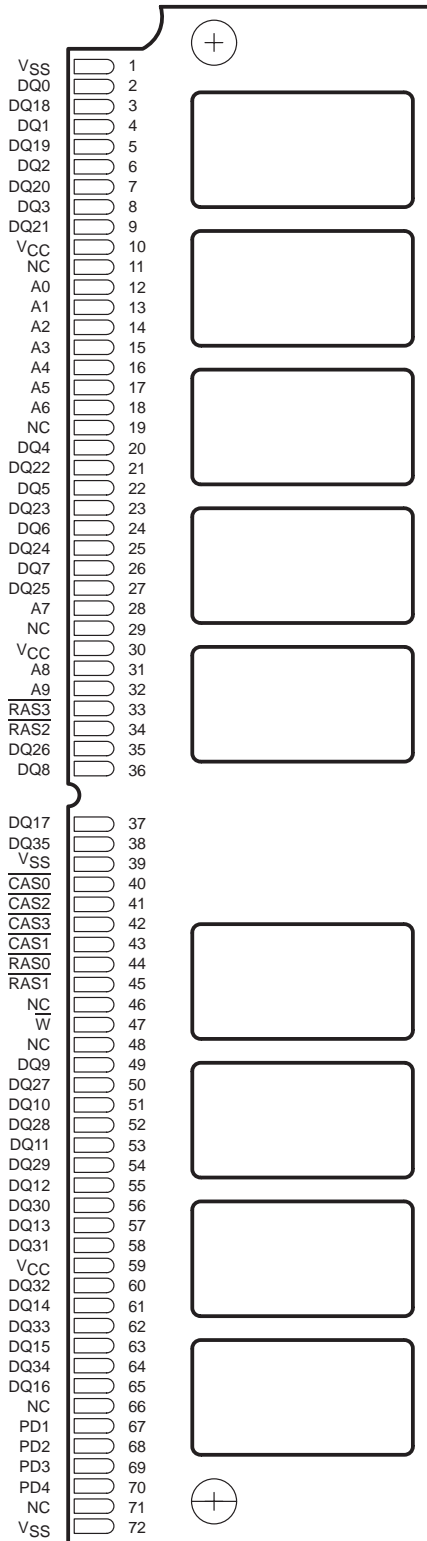 VSS 1
DQ0 2
DQ18 3
DQ1 4
DQ19 5
DQ2 6
DQ20 7
DQ3 8
DQ21 9
VCC 10
NC 11
A0 12
A1 13
A2 14
A3 15
A4 16
A5 17
A6 18
NC 19
DQ4 20
DQ22 21
DQ5 22
DQ23 23
DQ6 24
DQ24 25
DQ7 26
DQ25 27
A7 28
NC 29
VCC 30
A8 31
A9 32
RAS3 33
RAS2 34
DQ26 35
DQ8 36
DQ17 37
DQ35 38
VSS 39
CAS0 40
CAS2 41
CAS3 42
CAS1 43
RAS0 44
RAS1 45
NC 46
W 47
NC 48
DQ9 49
DQ27 50
DQ10 51
DQ28 52
DQ11 53
DQ29 54
DQ12 55
DQ30 56
DQ13 57
DQ31 58
VCC 59
DQ32 60
DQ14 61
DQ33 62
DQ15 63
DQ34 64
DQ16 65
NC 66
PD1 67
PD2 68
PD3 69
PD4 70
NC 71
VSS 72